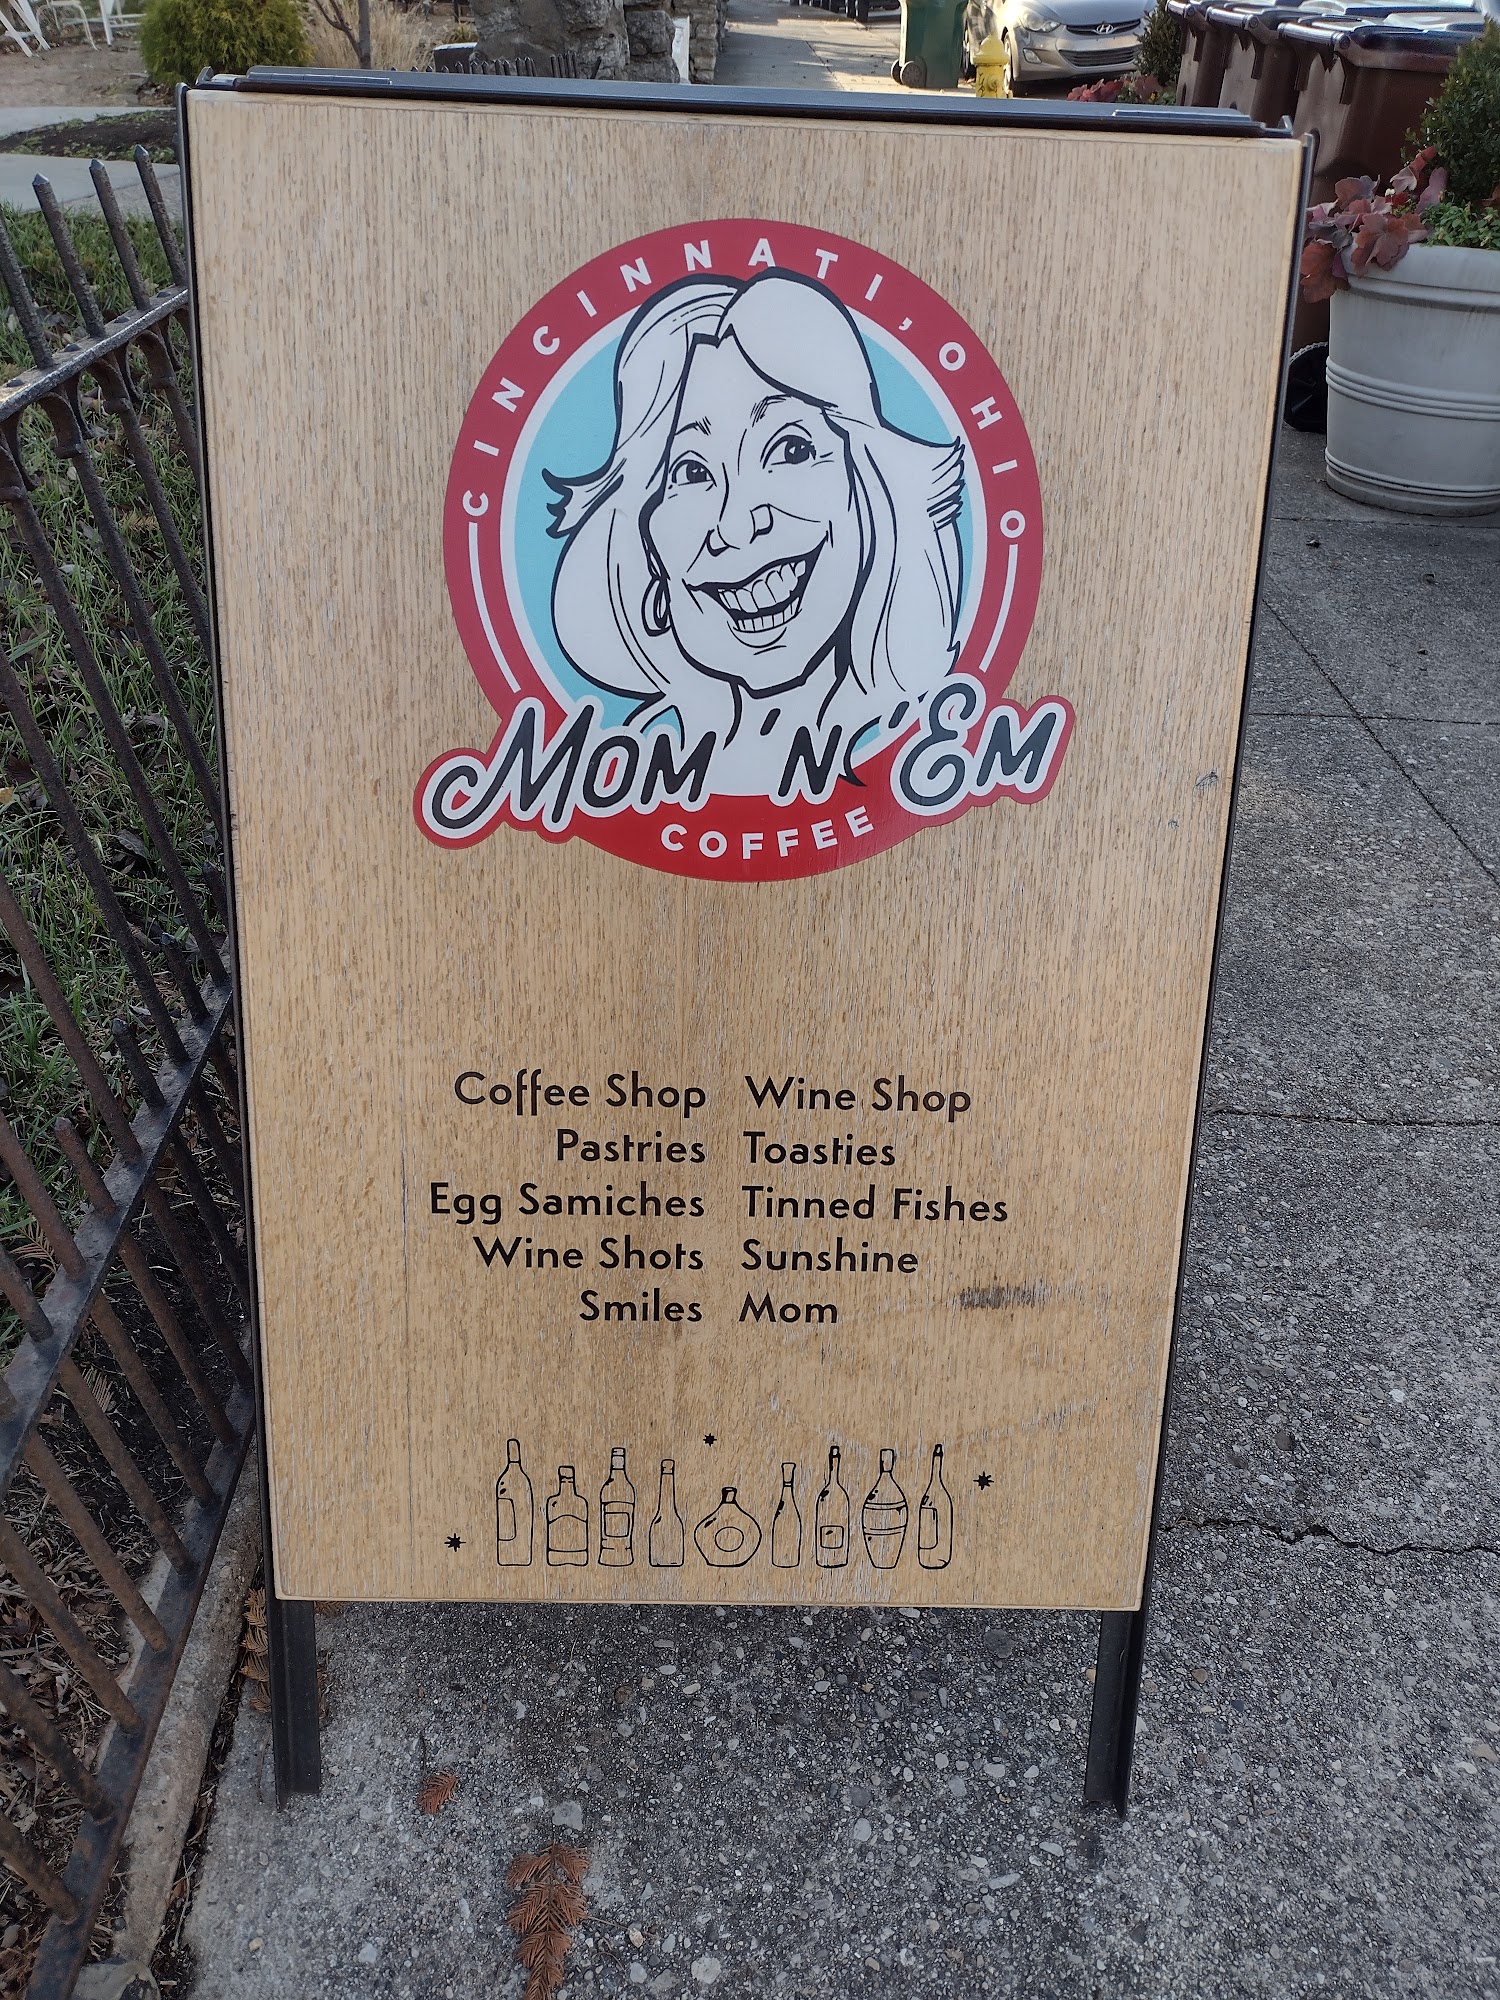 CINCINNATI, OHIO
MOM 'N' EM
COFFEE
Coffee Shop Wine Shop
Pastries Toasties
Egg Samiches Tinned Fishes
Wine Shots Sunshine
Smiles Mom